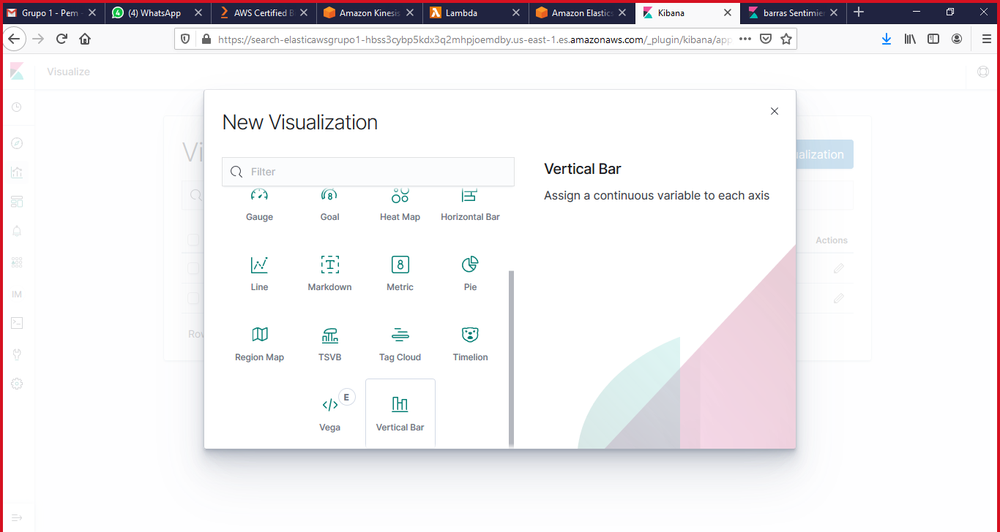 Grupo 1 - Pem - (4) WhatsApp AWS Certified B Amazon Kinesis Lambda Amazon Elastics Kibana barras Sentimier
https://search-elasticawsgrupo1-hbss3cybp5kdx3q2mhpjoemdby.us-east-1.es.amazonaws.com/_plugin/kibana/app
Visualize
New Visualization
Vi
ualization
Filter
Vertical Bar
Assign a continuous variable to each axis
Gauge Goal Heat Map Horizontal Bar
Actions
Line Markdown Metric Pie
IM
Row
Region Map TSVB Tag Cloud Timelion
E
Vega Vertical Bar